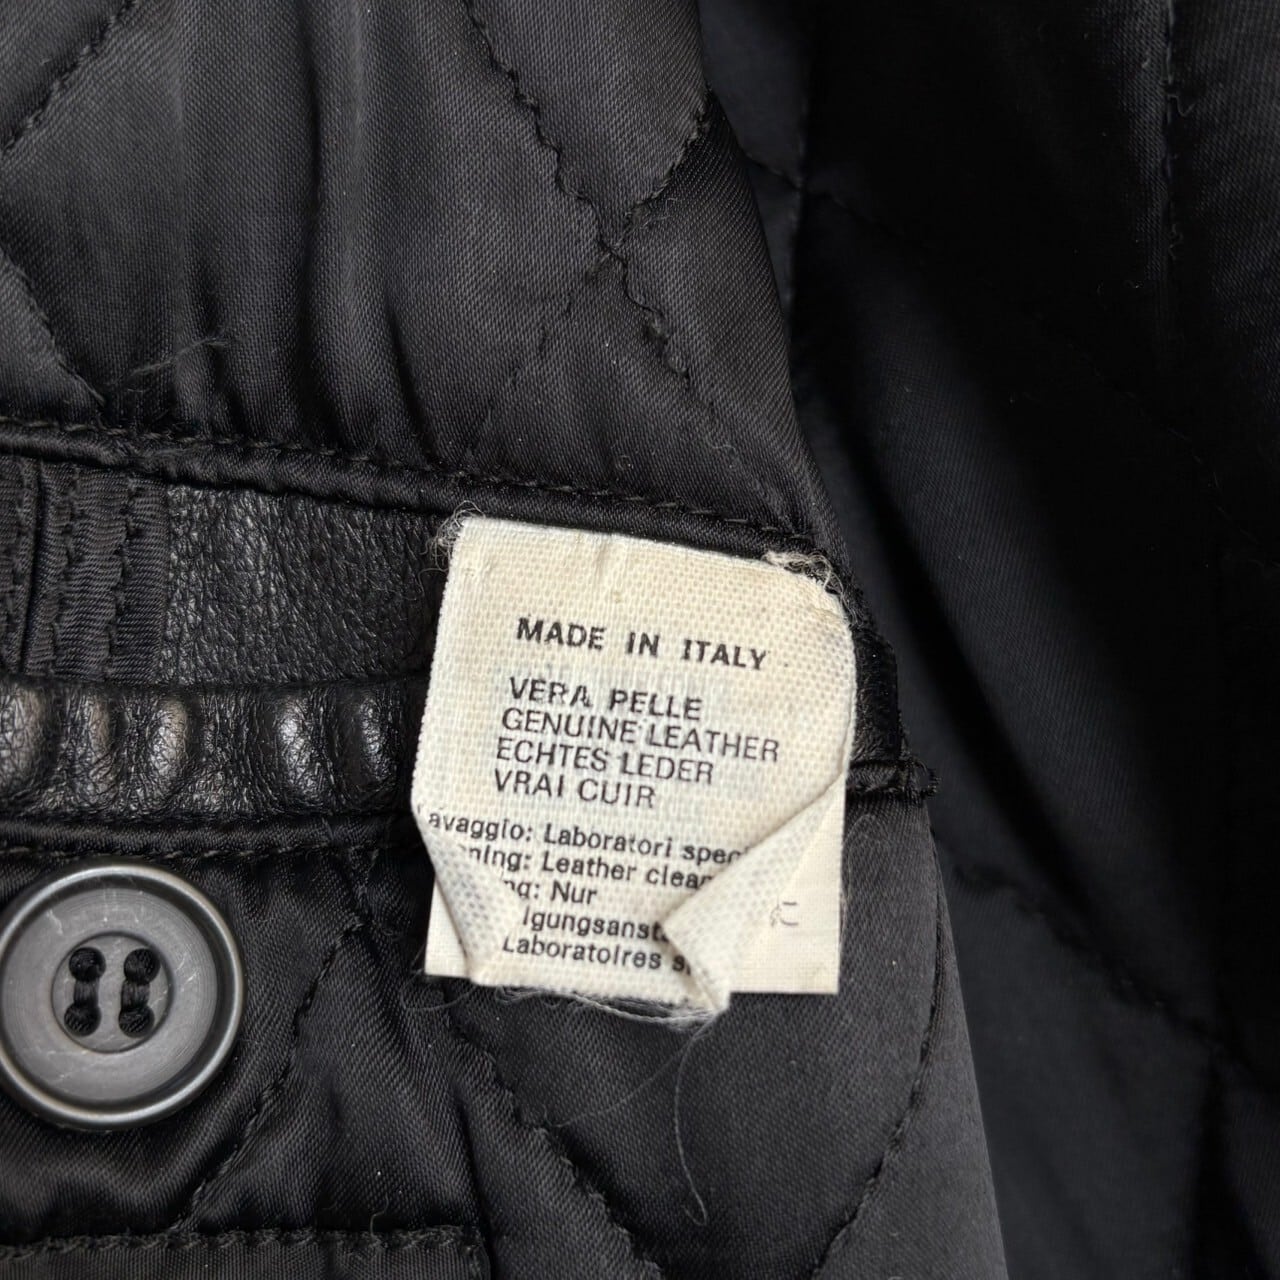 MADE IN ITALY
VERA PELLE
GENUINE LEATHER
ECHTES LEDER
VRAI CUIR
avaggio: Laboratori spec
ning: Leather clea
ng: Nur
igungsanst
Laboratoires s